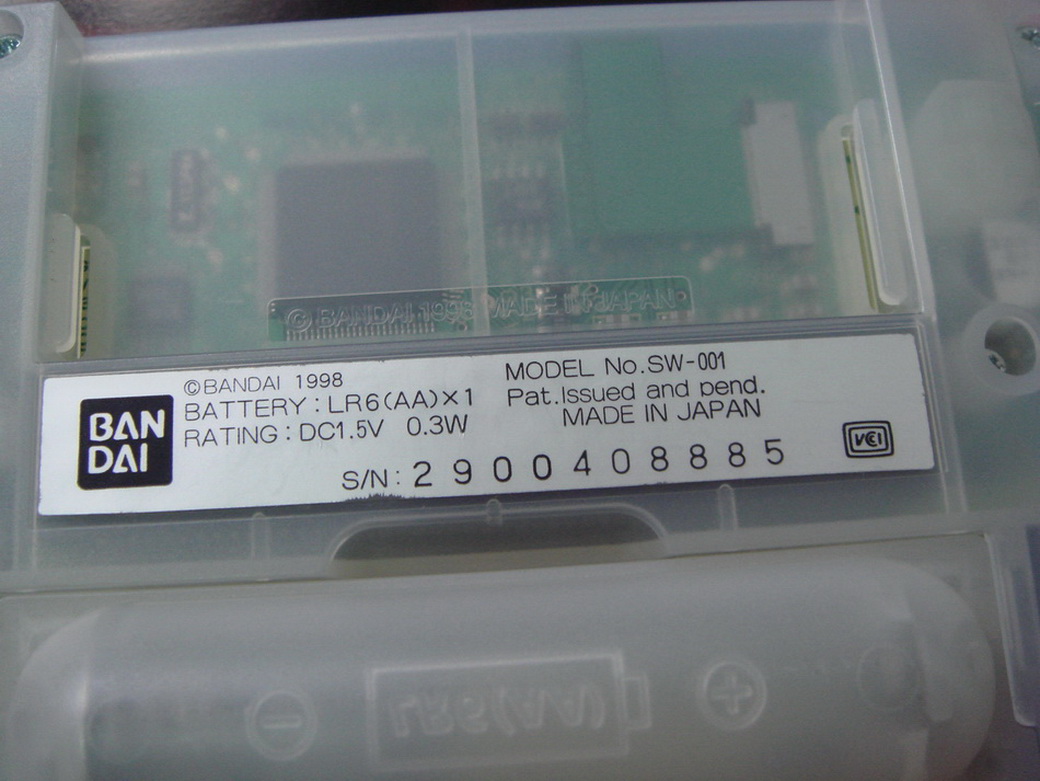 © BANDAI 1998 MADE IN JAPAN
BAN
DAI
©BANDAI 1998
BATTERY:LR6(AA)×1
RATING:DC1.5V 0.3W
MODEL No.SW-001
Pat.Issued and pend.
MADE IN JAPAN
S/N:2900408885
VCI
LR6(AA)